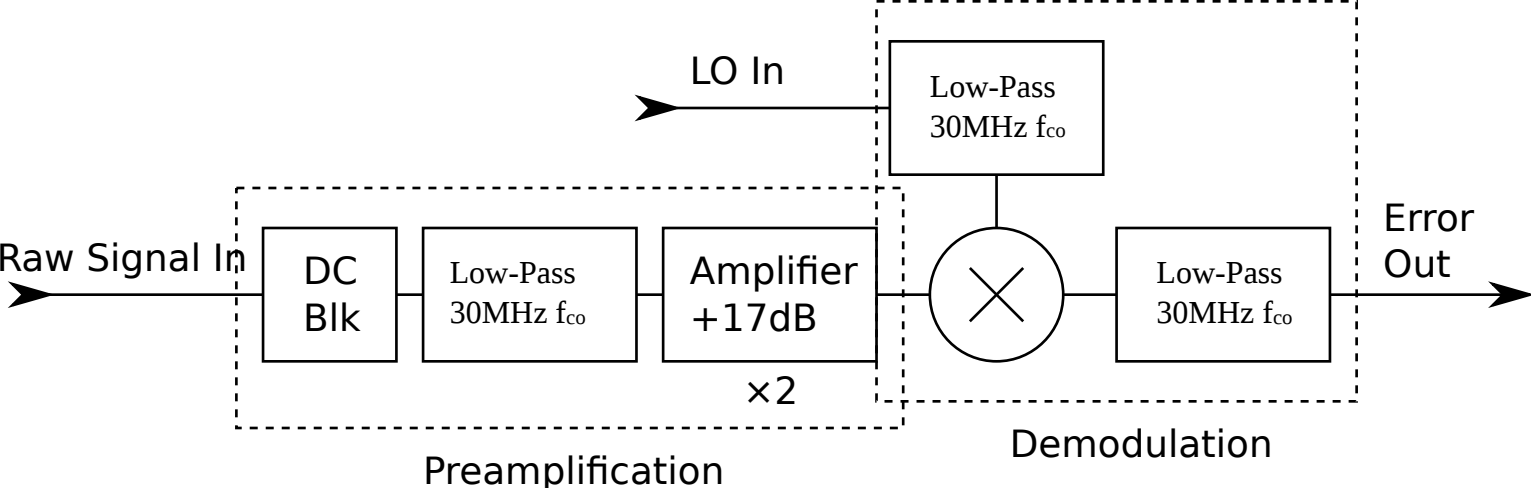 LO In
Low-Pass
30MHz fco
Raw Signal In
DC
Blk
Low-Pass
30MHz fco
Amplifier
+17dB
×2
Low-Pass
30MHz fco
Error
Out
Preamplification
Demodulation